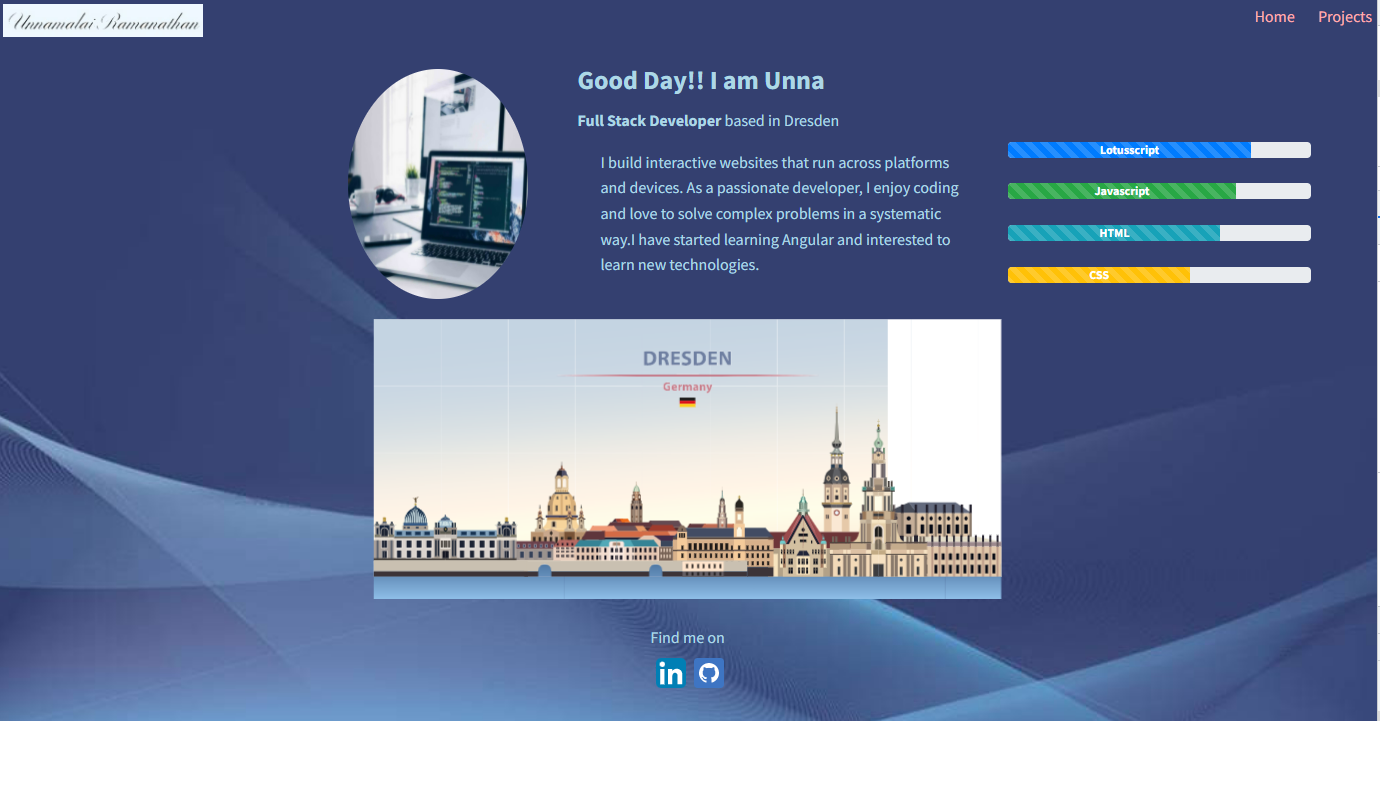 Unnamalai Ramanathan
Home
Projects
Good Day!! I am Unna
Full Stack Developer based in Dresden
I build interactive websites that run across platforms
and devices. As a passionate developer, I enjoy coding
and love to solve complex problems in a systematic
way.I have started learning Angular and interested to
learn new technologies.
Lotusscript
Javascript
HTML
CSS
DRESDEN
Germany
Find me on
in